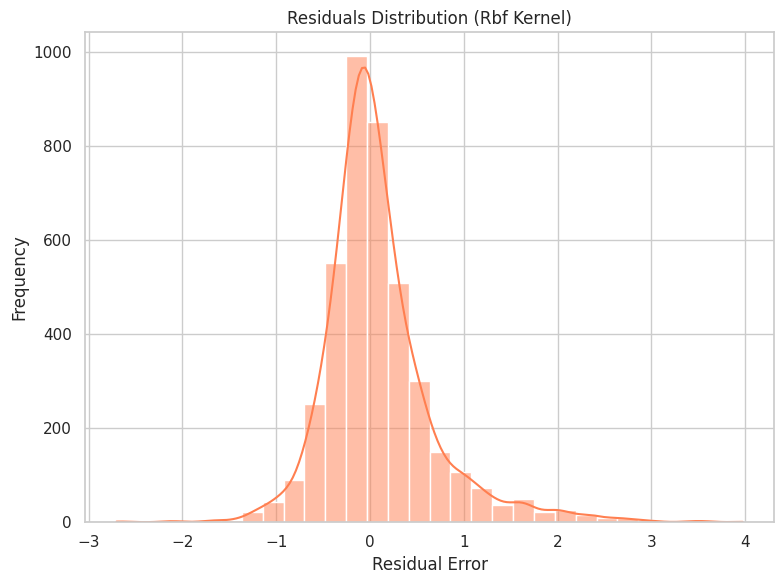 Residuals Distribution (Rbf Kernel)
1000
800
600
400
200
0
Frequency
−3 −2 −1 0 1 2 3 4
Residual Error